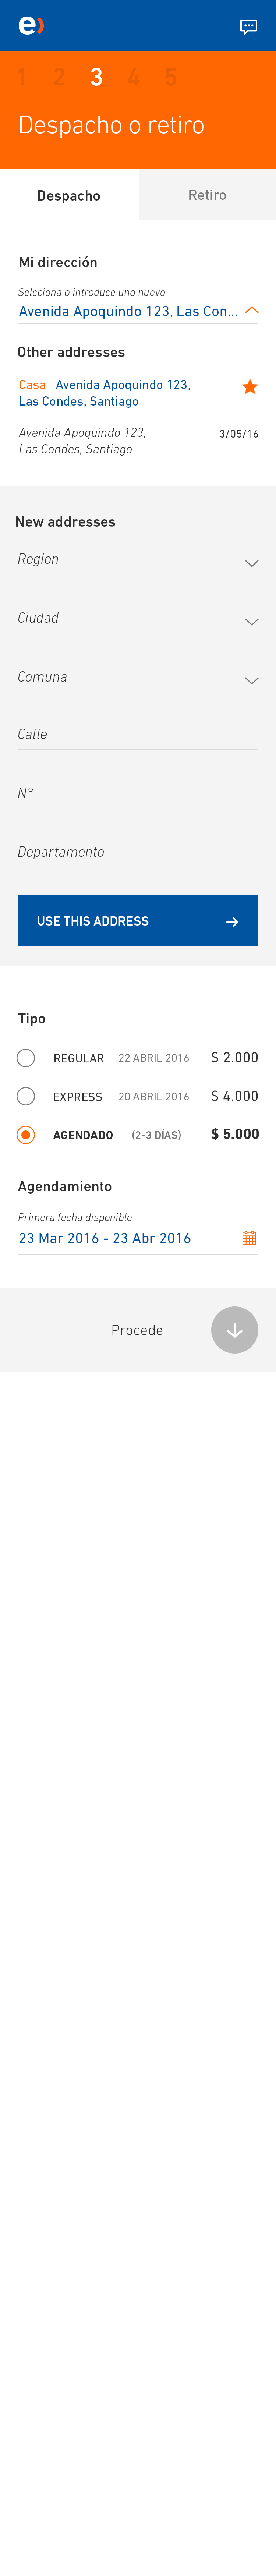 e)
1 2 3 4 5
Despacho o retiro
Despacho Retiro
Mi dirección
Selcciona o introduce uno nuevo
Avenida Apoquindo 123, Las Con...
Other addresses
Casa Avenida Apoquindo 123,
Las Condes, Santiago
Avenida Apoquindo 123, 3/05/16
Las Condes, Santiago
New addresses
Region
Ciudad
Comuna
Calle
N°
Departamento
USE THIS ADDRESS
Tipo
REGULAR 22 ABRIL 2016 $ 2.000
EXPRESS 20 ABRIL 2016 $ 4.000
AGENDADO (2-3 DÍAS) $ 5.000
Agendamiento
Primera fecha disponible
23 Mar 2016 - 23 Abr 2016
Procede